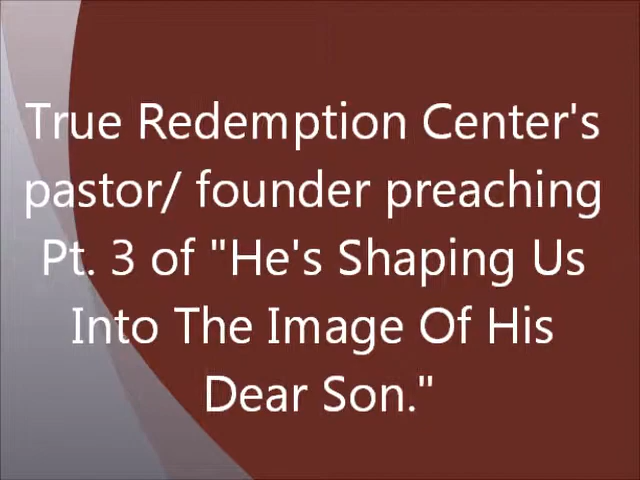 True Redemption Center's
pastor/ founder preaching
Pt. 3 of "He's Shaping Us
Into The Image Of His
Dear Son."